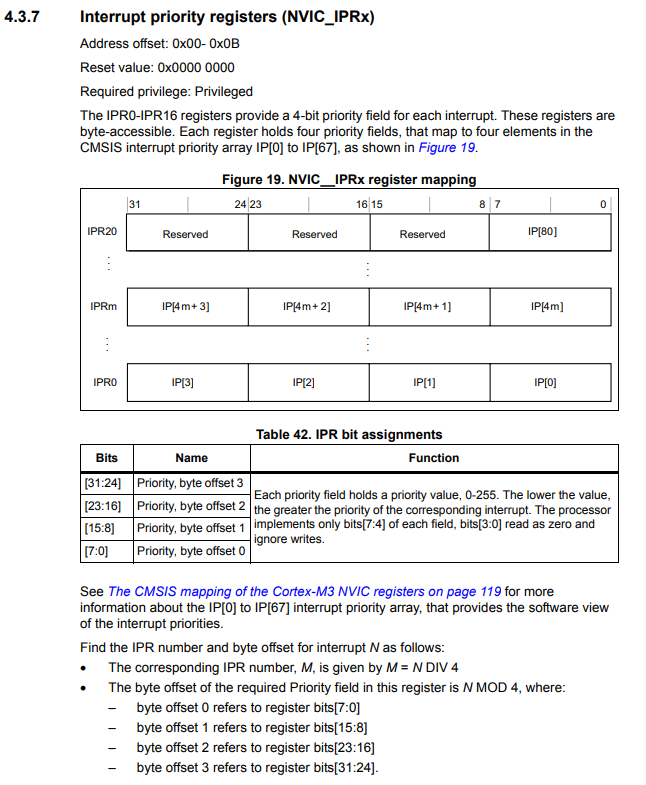 4.3.7 Interrupt priority registers (NVIC_IPRx)
Address offset: 0x00- 0x0B
Reset value: 0x0000 0000
Required privilege: Privileged
The IPR0-IPR16 registers provide a 4-bit priority field for each interrupt. These registers are
byte-accessible. Each register holds four priority fields, that map to four elements in the
CMSIS interrupt priority array IP[0] to IP[67], as shown in Figure 19.
Figure 19. NVIC__IPRx register mapping
31 24 23 16 15 8 7 0
IPR20 Reserved Reserved Reserved IP[80]
IPRm IP[4m+ 3] IP[4m+ 2] IP[4m+ 1] IP[4m]
IPR0 IP[3] IP[2] IP[1] IP[0]
Table 42. IPR bit assignments
Bits Name Function
[31:24] Priority, byte offset 3
[23:16] Priority, byte offset 2
[15:8] Priority, byte offset 1
[7:0] Priority, byte offset 0
Each priority field holds a priority value, 0-255. The lower the value,
the greater the priority of the corresponding interrupt. The processor
implements only bits[7:4] of each field, bits[3:0] read as zero and
ignore writes.
See The CMSIS mapping of the Cortex-M3 NVIC registers on page 119 for more
information about the IP[0] to IP[67] interrupt priority array, that provides the software view
of the interrupt priorities.
Find the IPR number and byte offset for interrupt N as follows:
• The corresponding IPR number, M, is given by M = N DIV 4
• The byte offset of the required Priority field in this register is N MOD 4, where:
– byte offset 0 refers to register bits[7:0]
– byte offset 1 refers to register bits[15:8]
– byte offset 2 refers to register bits[23:16]
– byte offset 3 refers to register bits[31:24].